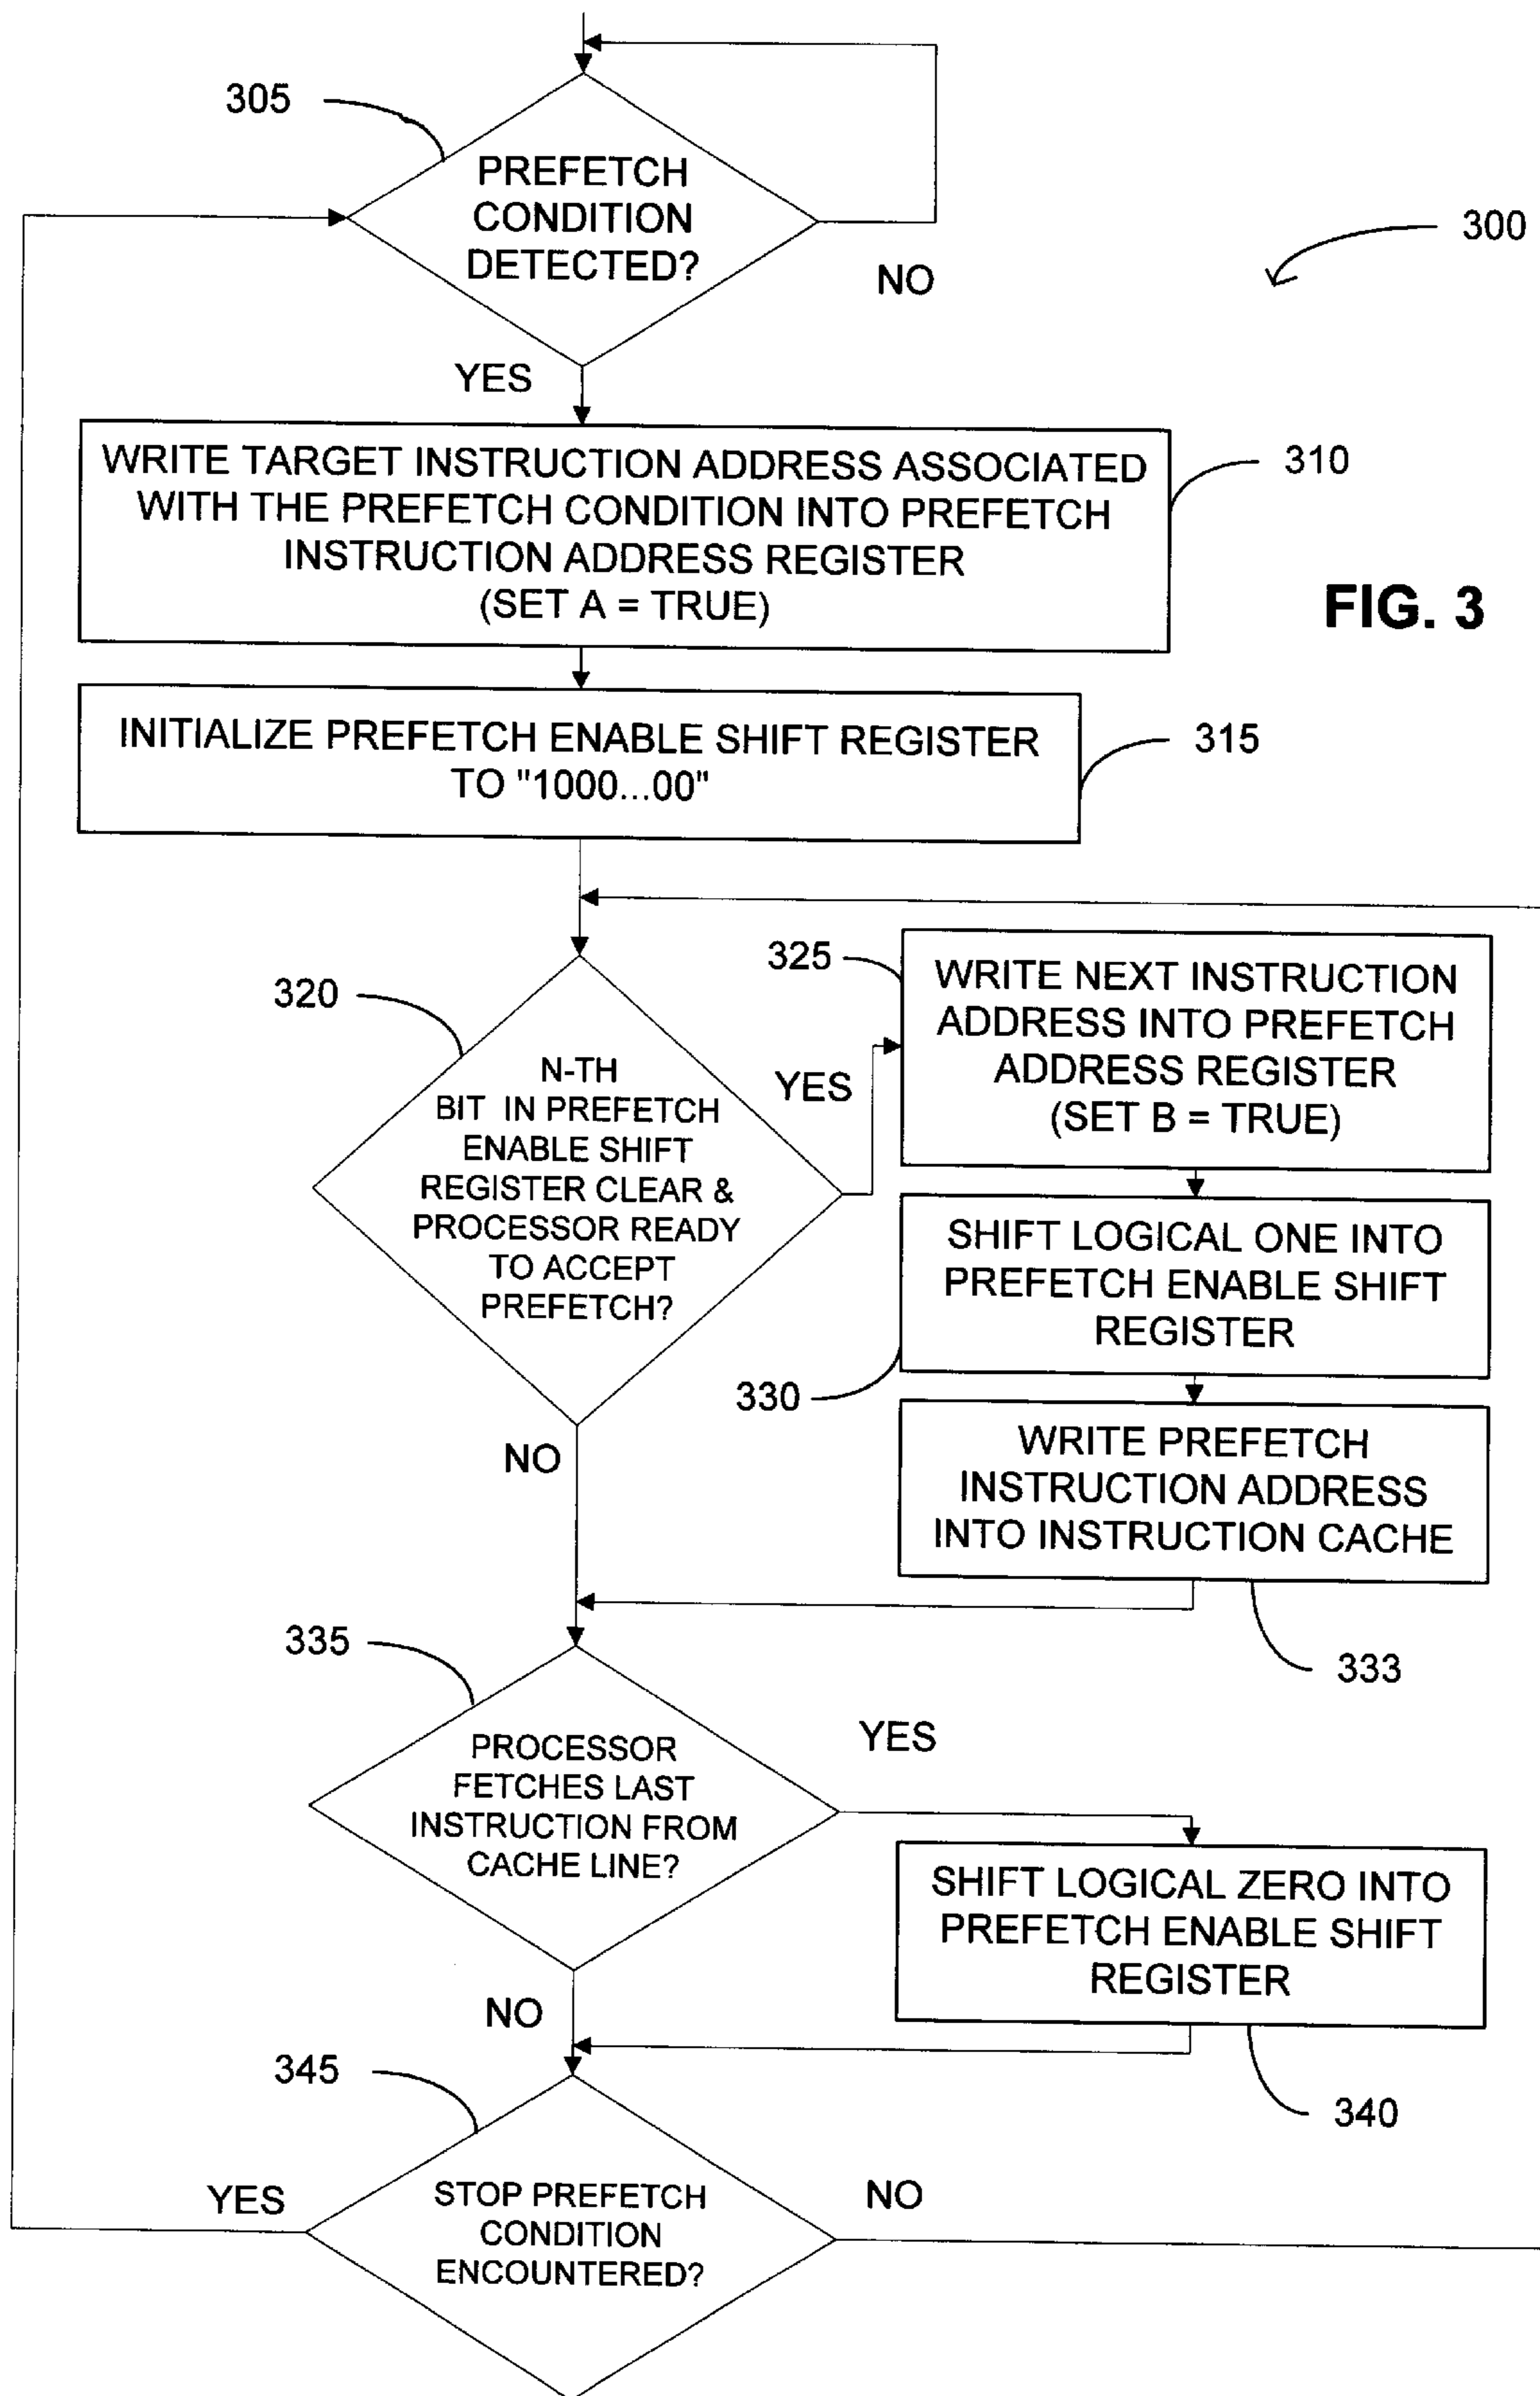 305
PREFETCH
CONDITION
DETECTED?
300
NO
YES
WRITE TARGET INSTRUCTION ADDRESS ASSOCIATED
WITH THE PREFETCH CONDITION INTO PREFETCH
INSTRUCTION ADDRESS REGISTER
(SET A = TRUE)
310
FIG. 3
INITIALIZE PREFETCH ENABLE SHIFT REGISTER
TO "1000...00"
315
320
N-TH
BIT IN PREFETCH
ENABLE SHIFT
REGISTER CLEAR &
PROCESSOR READY
TO ACCEPT
PREFETCH?
YES
325
WRITE NEXT INSTRUCTION
ADDRESS INTO PREFETCH
ADDRESS REGISTER
(SET B = TRUE)
SHIFT LOGICAL ONE INTO
PREFETCH ENABLE SHIFT
REGISTER
330
NO
WRITE PREFETCH
INSTRUCTION ADDRESS
INTO INSTRUCTION CACHE
333
335
PROCESSOR
FETCHES LAST
INSTRUCTION FROM
CACHE LINE?
YES
SHIFT LOGICAL ZERO INTO
PREFETCH ENABLE SHIFT
REGISTER
NO
340
345
STOP PREFETCH
CONDITION
ENCOUNTERED?
YES
NO